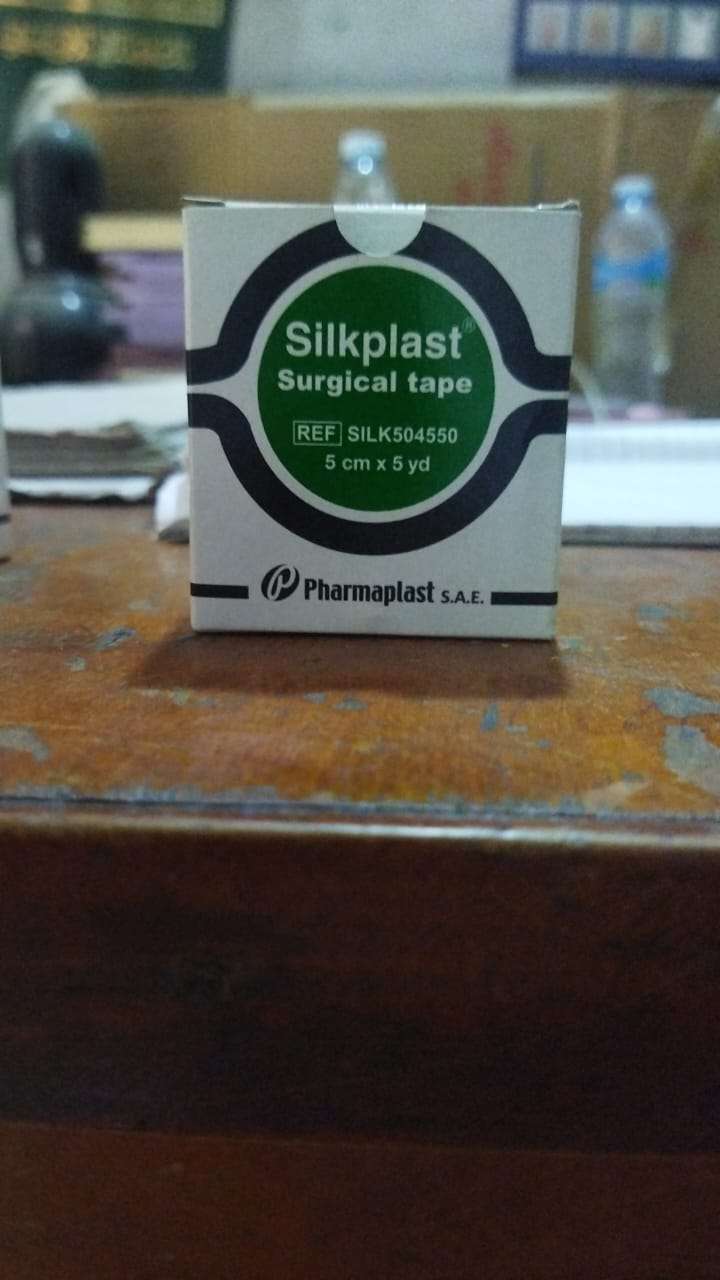 Silkplast®
Surgical tape
REF SILK504550
5 cm x 5 yd
Pharmaplast S.A.E.